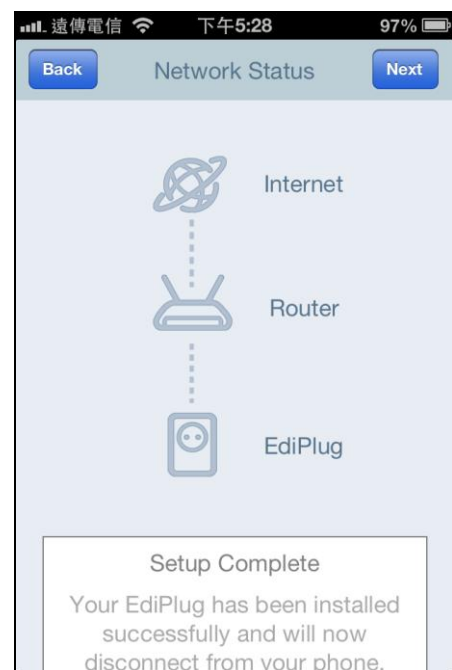 遠傳電信 下午5:28 97%
Back Network Status Next
Internet
Router
EdiPlug
Setup Complete
Your EdiPlug has been installed
successfully and will now
disconnect from your phone.